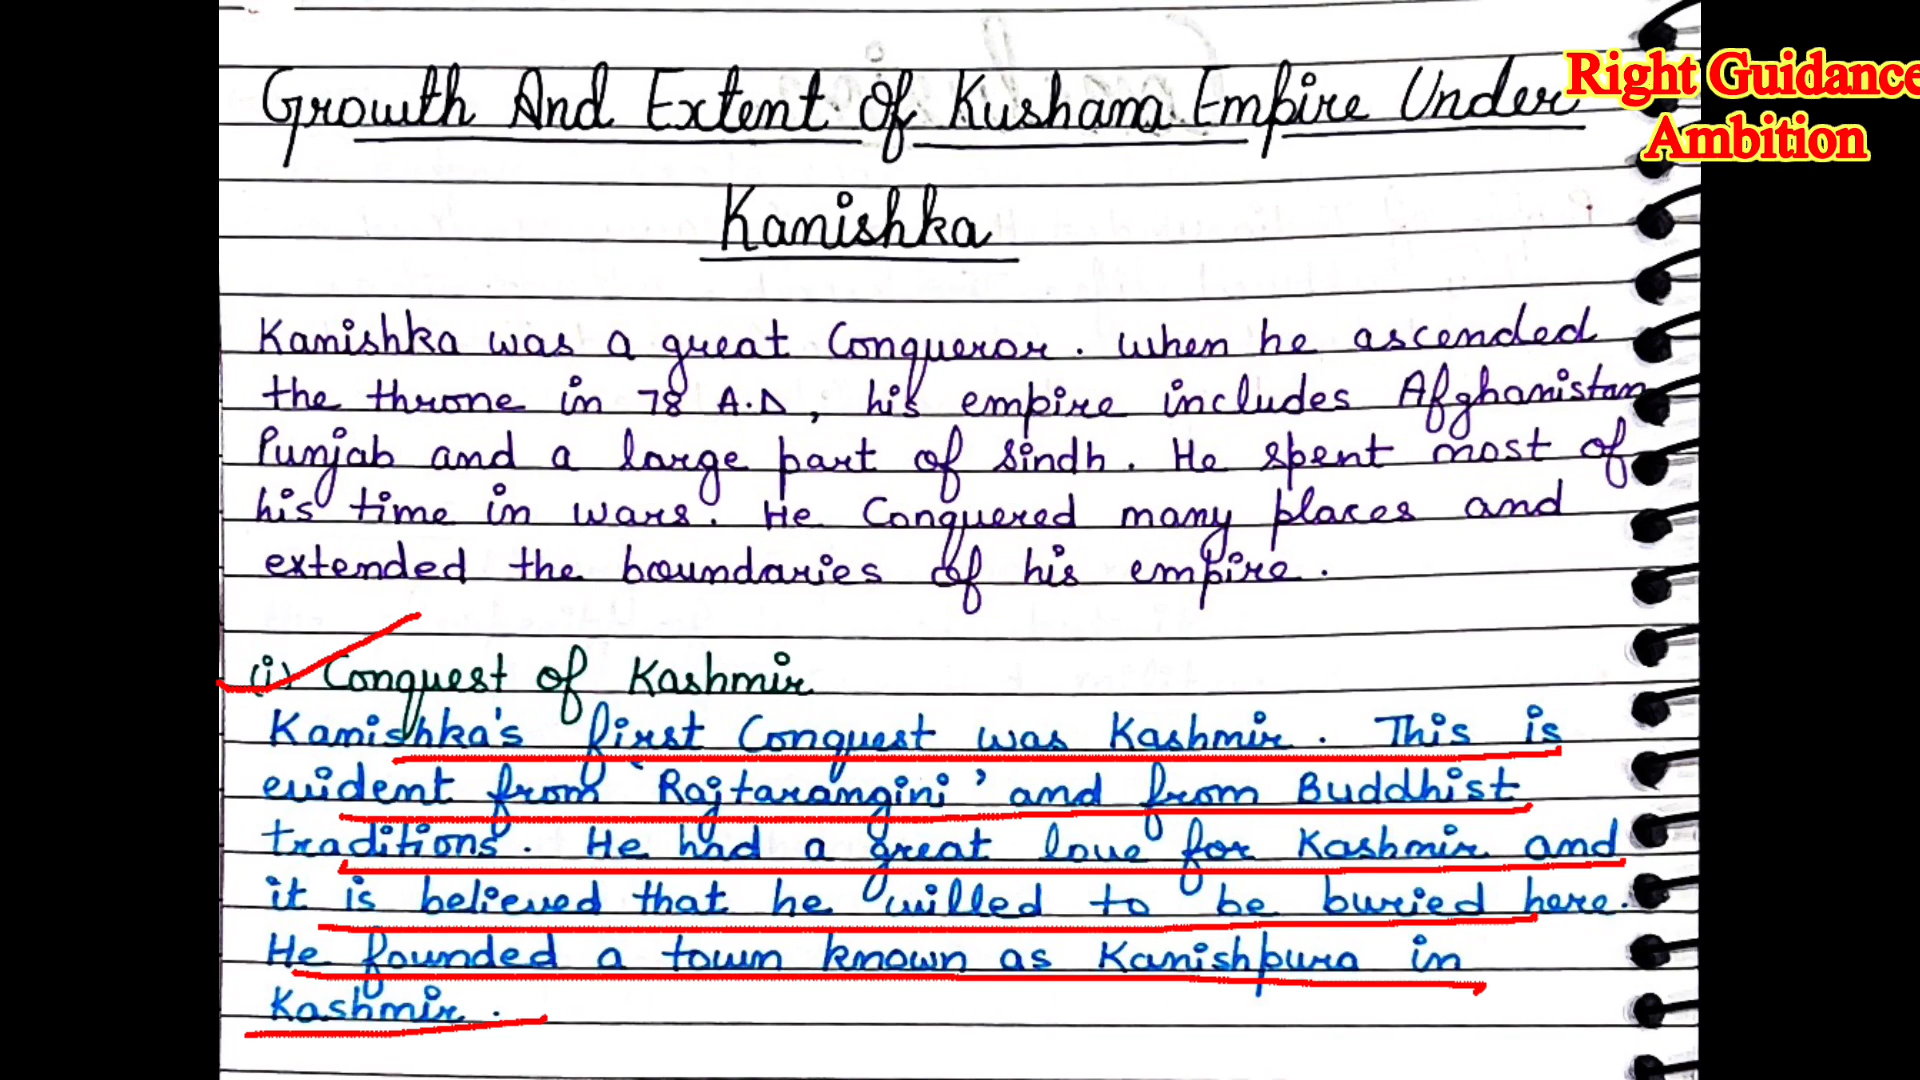 Growth And Extent Of Kushana Empire Under
Kanishka
Right Guidance
Ambition
Kanishka was a great Conqueror. When he ascended
the throne in 78 A.D, his empire includes Afghanistan
Punjab and a large part of Sindh. He spent most of
his time in wars. He Conquered many places and
extended the boundaries of his empire.
(i) Conquest of Kashmir
Kanishka's first Conquest was Kashmir. This is
evident from 'Rajtarangini' and from Buddhist
traditions. He had a great love for Kashmir and
it is believed that he willed to be buried here.
He founded a town known as Kanishpura in
Kashmir.